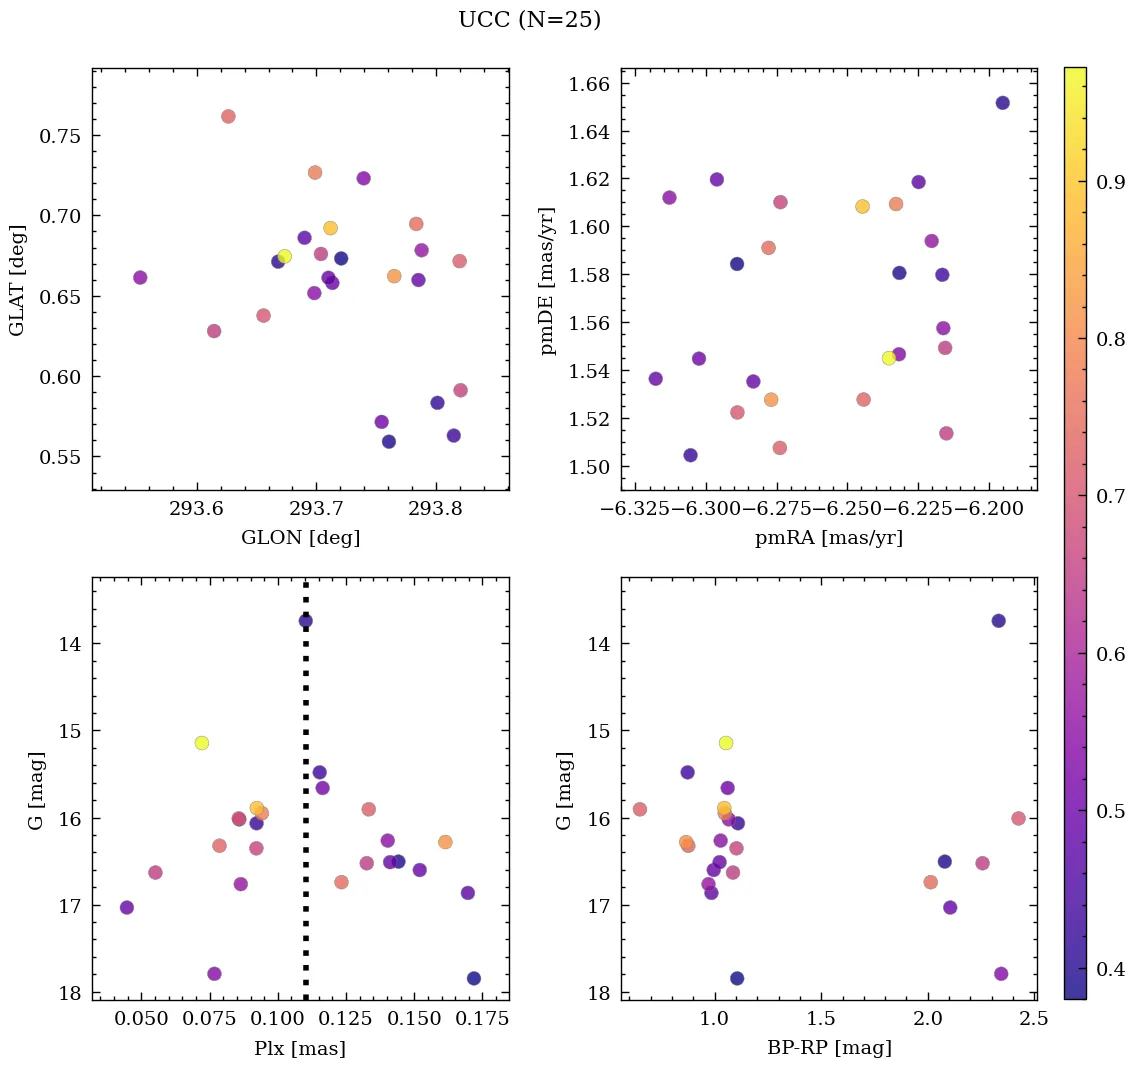 UCC (N=25)
0.75
0.70
0.65
0.60
0.55
GLAT [deg]
293.6 293.7 293.8
GLON [deg]
1.66
1.64
1.62
1.60
1.58
1.56
1.54
1.52
1.50
pmDE [mas/yr]
−6.325 −6.300 −6.275 −6.250 −6.225 −6.200
pmRA [mas/yr]
14
15
16
17
18
G [mag]
0.050 0.075 0.100 0.125 0.150 0.175
Plx [mas]
14
15
16
17
18
G [mag]
1.0 1.5 2.0 2.5
BP-RP [mag]
0.9
0.8
0.7
0.6
0.5
0.4